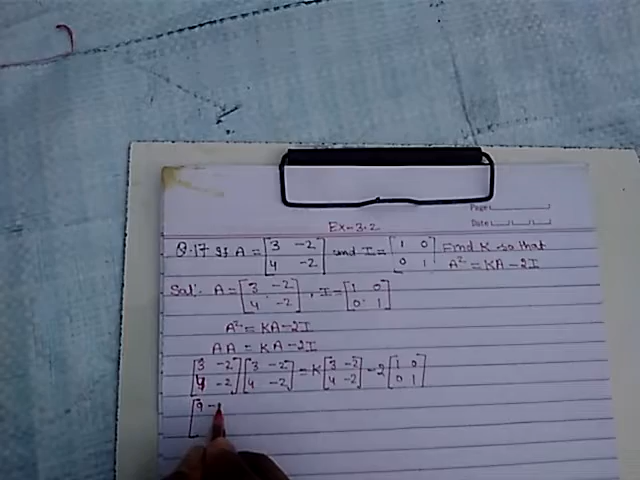 Page:
Date:
Ex-3.2
Q.17 If A = [3 -2 and I = [1 0 Find K so that
4 -2] 0 1] A² = KA-2I
Sol: A = [3 -2 , I = [1 0
4 -2] 0 1]
A² = KA-2I
AA = KA-2I
[3 -2 [3 -2 = K [3 -2 -2 [1 0
4 -2] 4 -2] 4 -2] 0 1]
[9 -